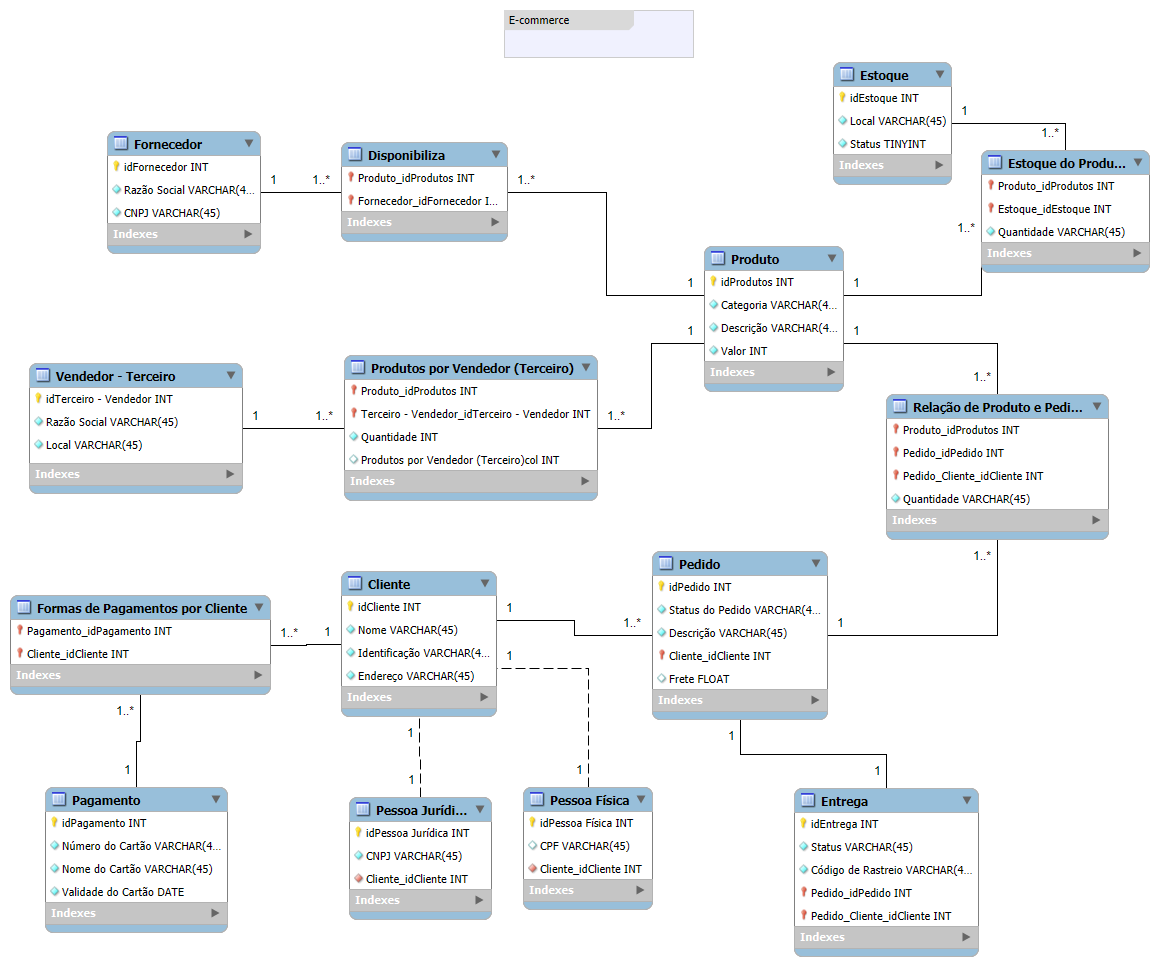 E-commerce
Estoque
idEstoque INT
Local VARCHAR(45)
Status TINYINT
Indexes
1
1..*
Estoque do Produ...
Produto_idProdutos INT
Estoque_idEstoque INT
Quantidade VARCHAR(45)
Indexes
1..*
Fornecedor
idFornecedor INT
Razão Social VARCHAR(4...
CNPJ VARCHAR(45)
Indexes
1
1..*
Disponibiliza
Produto_idProdutos INT
Fornecedor_idFornecedor I...
Indexes
1..*
1
Produto
idProdutos INT
Categoria VARCHAR(4...
Descrição VARCHAR(4...
Valor INT
Indexes
1
1
1
1..*
Vendedor - Terceiro
idTerceiro - Vendedor INT
Razão Social VARCHAR(45)
Local VARCHAR(45)
Indexes
1
1..*
Produtos por Vendedor (Terceiro)
Produto_idProdutos INT
Terceiro - Vendedor_idTerceiro - Vendedor INT
Quantidade INT
Produtos por Vendedor (Terceiro)col INT
Indexes
1..*
Relação de Produto e Pedi...
Produto_idProdutos INT
Pedido_idPedido INT
Pedido_Cliente_idCliente INT
Quantidade VARCHAR(45)
Indexes
1..*
Formas de Pagamentos por Cliente
Pagamento_idPagamento INT
Cliente_idCliente INT
Indexes
1..*
1
Cliente
idCliente INT
Nome VARCHAR(45)
Identificação VARCHAR(4...
Endereço VARCHAR(45)
Indexes
1
1..*
1
Pedido
idPedido INT
Status do Pedido VARCHAR(4...
Descrição VARCHAR(45)
Cliente_idCliente INT
Frete FLOAT
Indexes
1
1..*
1
1
1
1
1
1
Pagamento
idPagamento INT
Número do Cartão VARCHAR(4...
Nome do Cartão VARCHAR(45)
Validade do Cartão DATE
Indexes
Pessoa Jurídi...
idPessoa Jurídica INT
CNPJ VARCHAR(45)
Cliente_idCliente INT
Indexes
Pessoa Física
idPessoa Física INT
CPF VARCHAR(45)
Cliente_idCliente INT
Indexes
Entrega
idEntrega INT
Status VARCHAR(45)
Código de Rastreio VARCHAR(4...
Pedido_idPedido INT
Pedido_Cliente_idCliente INT
Indexes